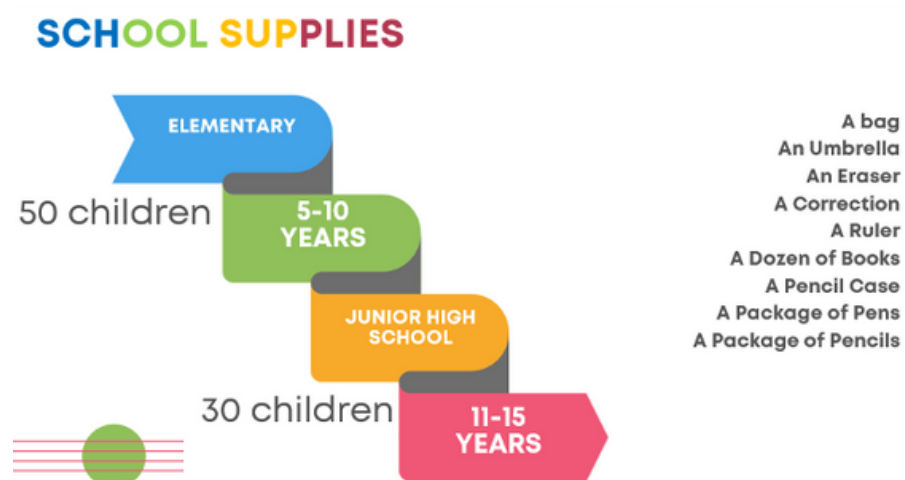 SCHOOL SUPPLIES
ELEMENTARY
50 children
5-10
YEARS
JUNIOR HIGH
SCHOOL
30 children
11-15
YEARS
A bag
An Umbrella
An Eraser
A Correction
A Ruler
A Dozen of Books
A Pencil Case
A Package of Pens
A Package of Pencils